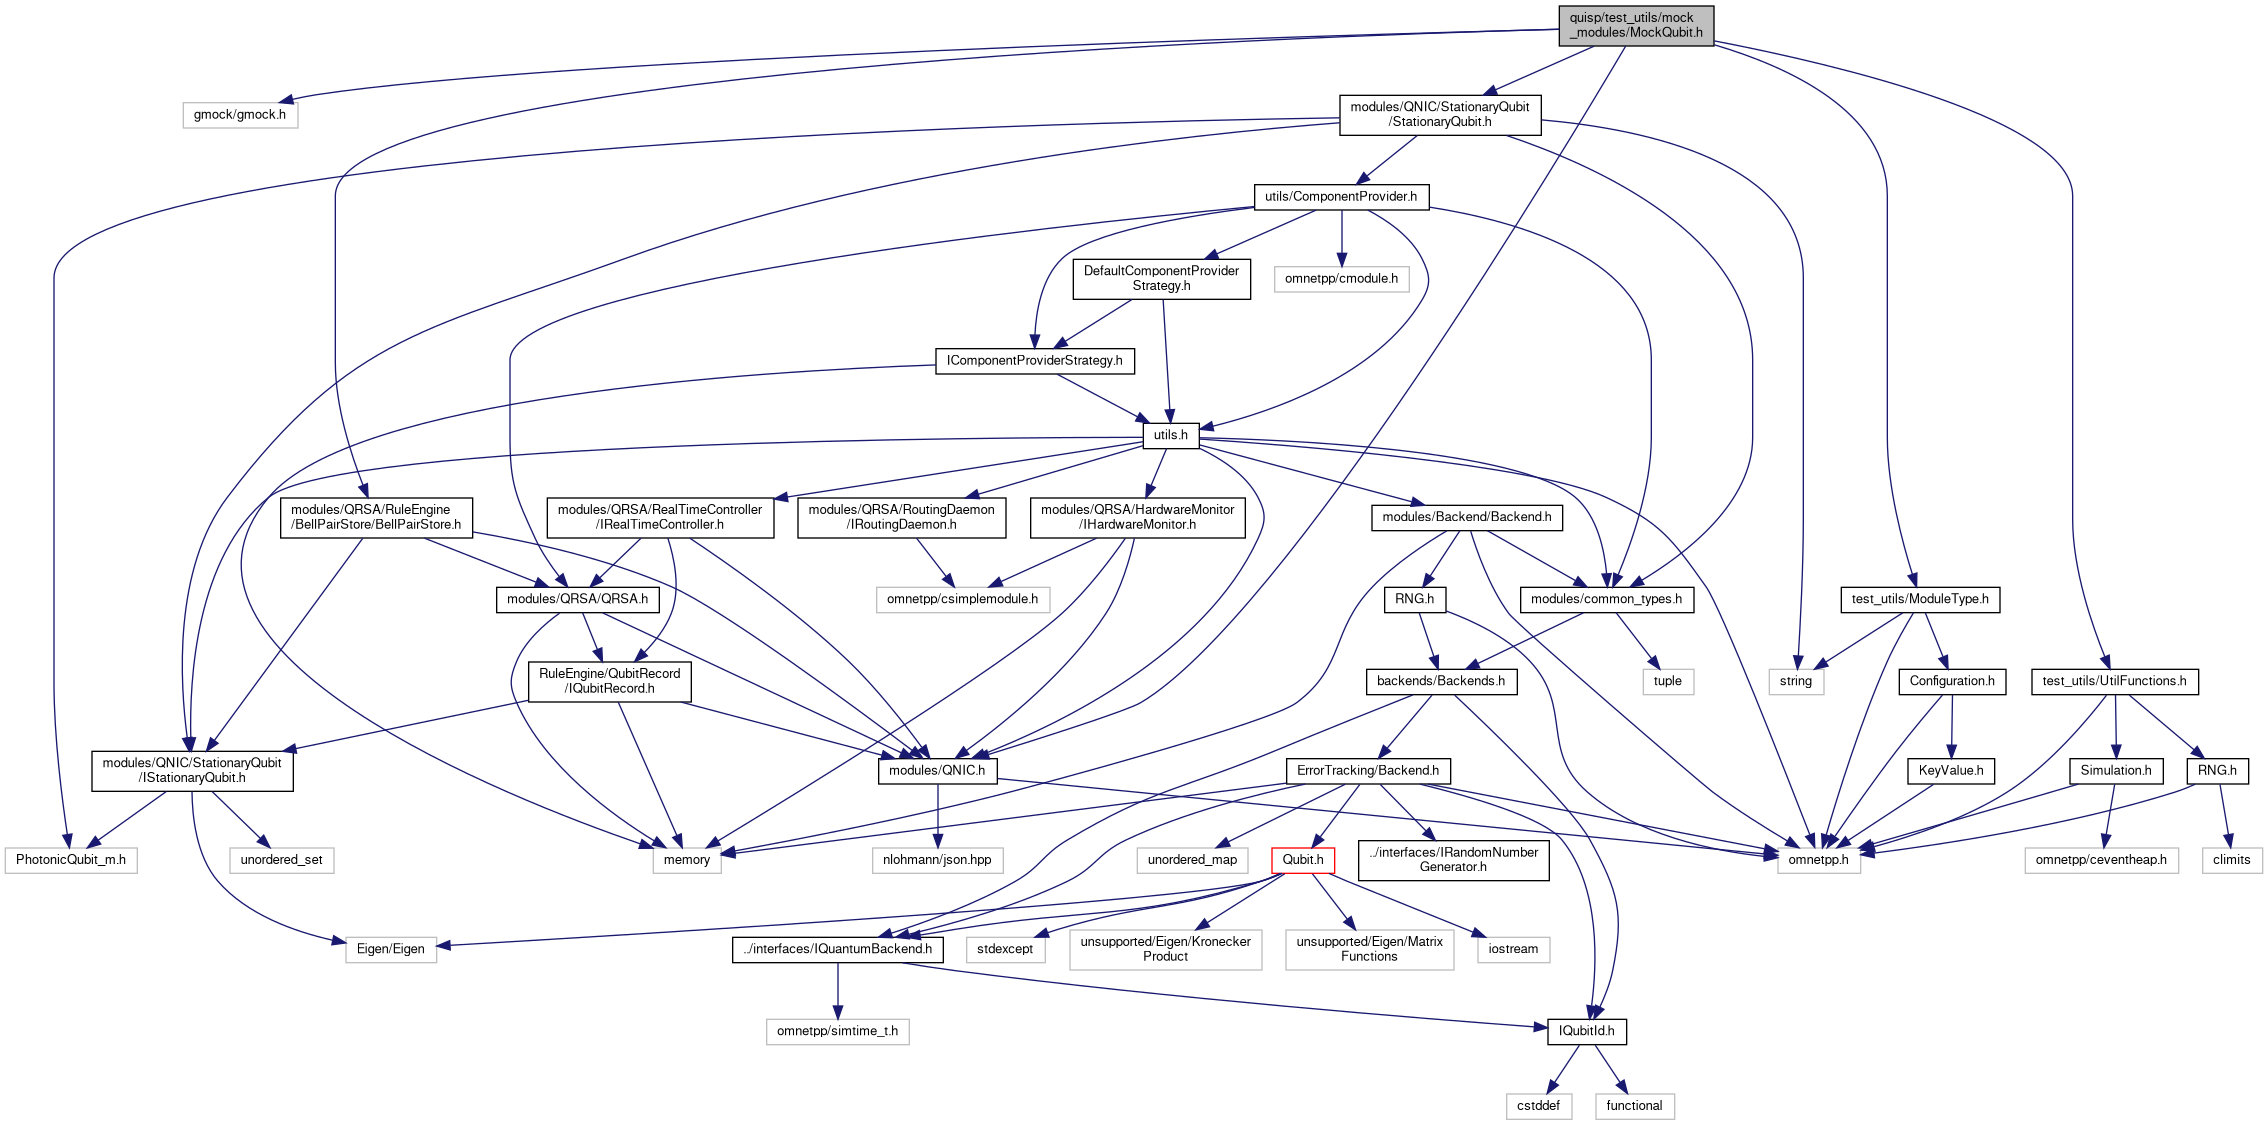 quisp/test_utils/mock
_modules/MockQubit.h
gmock/gmock.h
modules/QNIC/StationaryQubit
/StationaryQubit.h
utils/ComponentProvider.h
DefaultComponentProvider
Strategy.h
omnetpp/cmodule.h
IComponentProviderStrategy.h
utils.h
modules/QRSA/RuleEngine
/BellPairStore/BellPairStore.h
modules/QRSA/RealTimeController
/IRealTimeController.h
modules/QRSA/RoutingDaemon
/IRoutingDaemon.h
modules/QRSA/HardwareMonitor
/IHardwareMonitor.h
modules/Backend/Backend.h
modules/QRSA/QRSA.h
omnetpp/csimplemodule.h
RNG.h
modules/common_types.h
test_utils/ModuleType.h
RuleEngine/QubitRecord
/IQubitRecord.h
backends/Backends.h
tuple
string
Configuration.h
test_utils/UtilFunctions.h
modules/QNIC/StationaryQubit
/IStationaryQubit.h
modules/QNIC.h
ErrorTracking/Backend.h
KeyValue.h
Simulation.h
RNG.h
PhotonicQubit_m.h
unordered_set
memory
nlohmann/json.hpp
unordered_map
Qubit.h
../interfaces/IRandomNumber
Generator.h
omnetpp.h
omnetpp/ceventheap.h
climits
Eigen/Eigen
../interfaces/IQuantumBackend.h
stdexcept
unsupported/Eigen/Kronecker
Product
unsupported/Eigen/Matrix
Functions
iostream
omnetpp/simtime_t.h
IQubitId.h
cstddef
functional